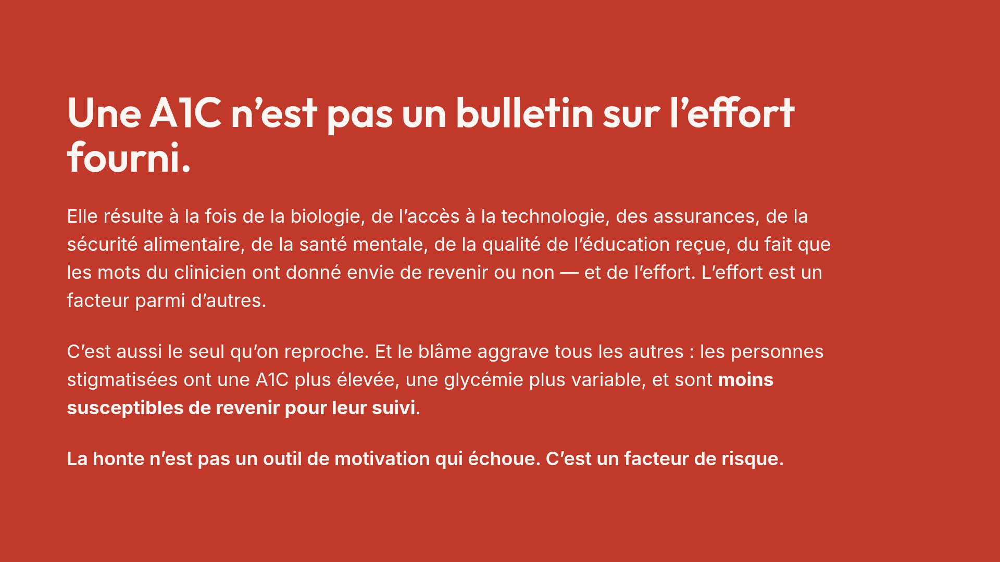 Une A1C n’est pas un bulletin sur l’effort
fourni.
Elle résulte à la fois de la biologie, de l’accès à la technologie, des assurances, de la
sécurité alimentaire, de la santé mentale, de la qualité de l’éducation reçue, du fait que
les mots du clinicien ont donné envie de revenir ou non — et de l’effort. L’effort est un
facteur parmi d’autres.
C’est aussi le seul qu’on reproche. Et le blâme aggrave tous les autres : les personnes
stigmatisées ont une A1C plus élevée, une glycémie plus variable, et sont moins
susceptibles de revenir pour leur suivi.
La honte n’est pas un outil de motivation qui échoue. C’est un facteur de risque.